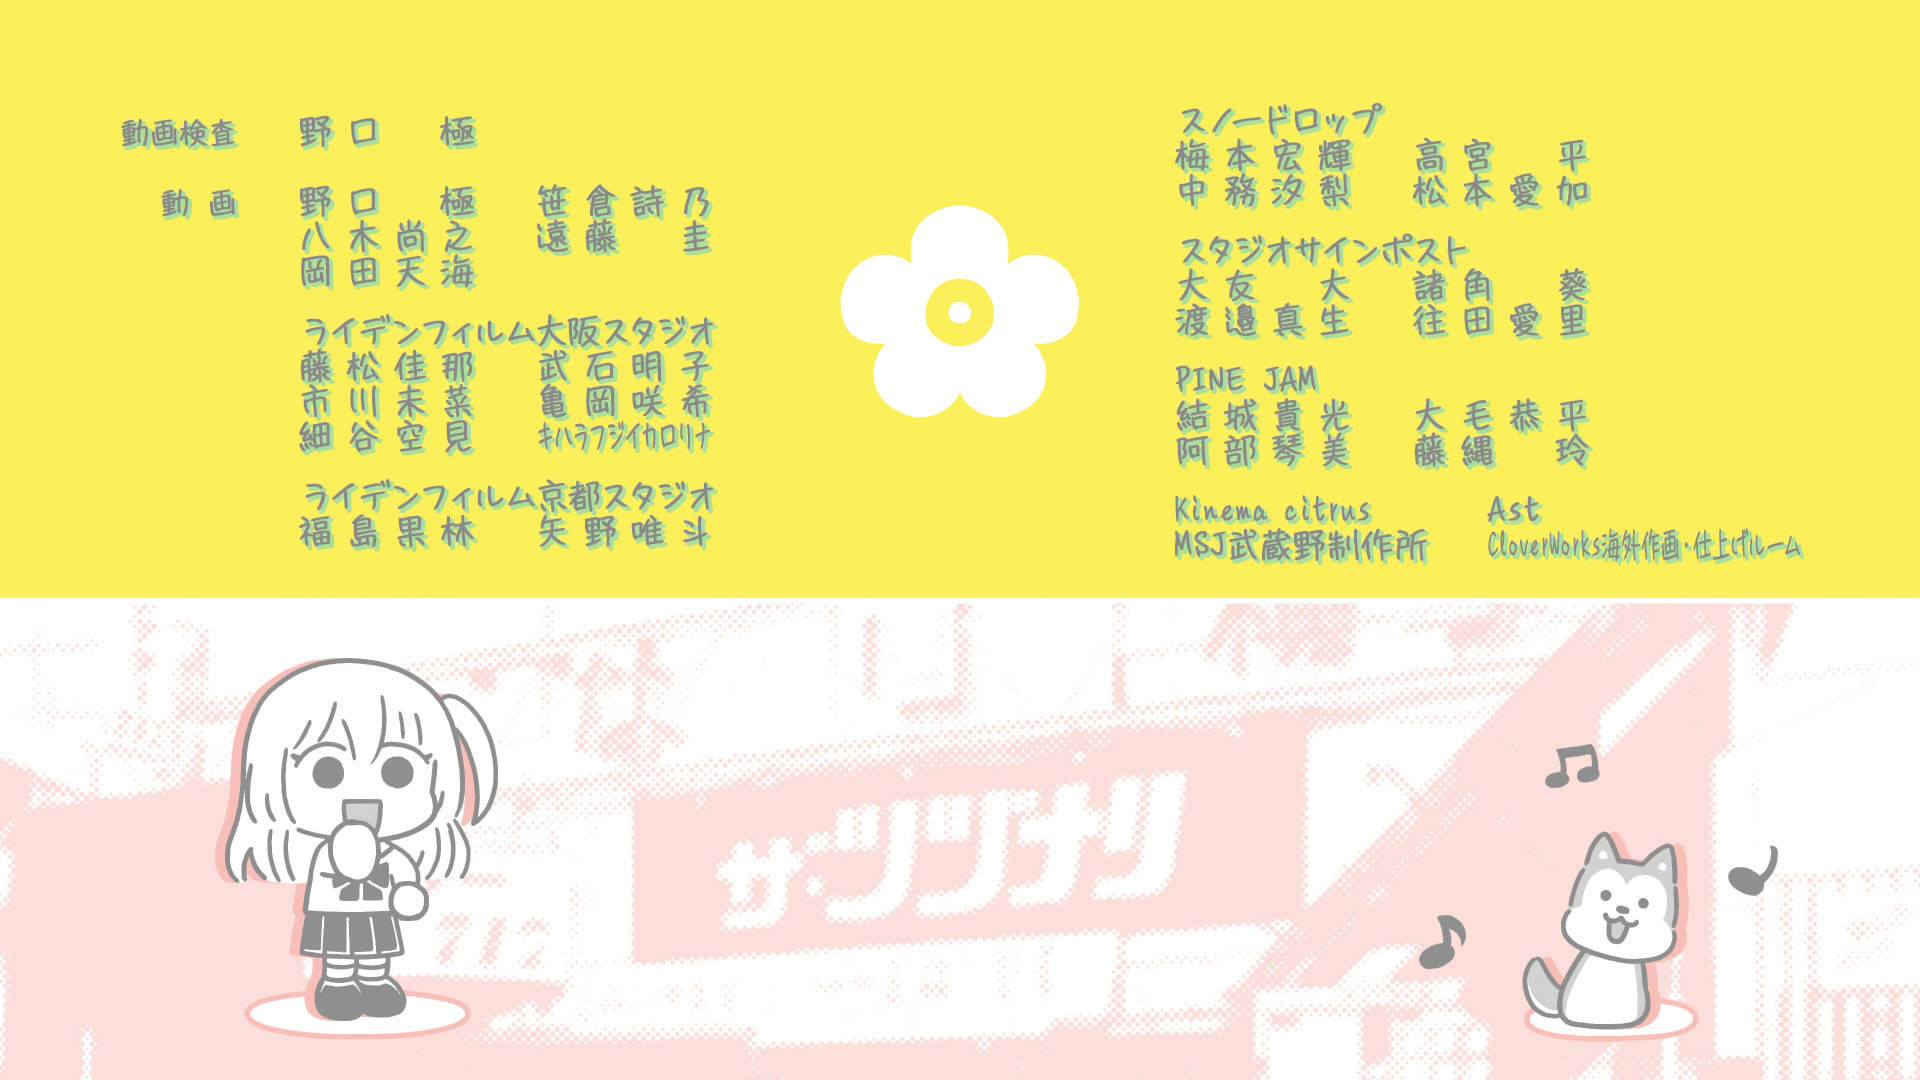 動画検査 野口 極
動画 野口 極 笹倉詩乃
八木尚之 遠藤 圭
岡田天海
ライデンフィルム大阪スタジオ
藤松佳那 武石明子
市川未菜 亀岡咲希
細谷空見 キハラフジイカロリナ
ライデンフィルム京都スタジオ
福島果林 矢野唯斗
スノードロップ
梅本宏輝 高宮 平
中務汐梨 松本愛加
スタジオサインポスト
大友 大 諸角 葵
渡邉真生 往田愛里
PINE JAM
結城貴光 大毛恭平
阿部琴美 藤縄 玲
Kinema citrus Ast
MSJ武蔵野制作所 CloverWorks海外作画・仕上げルーム